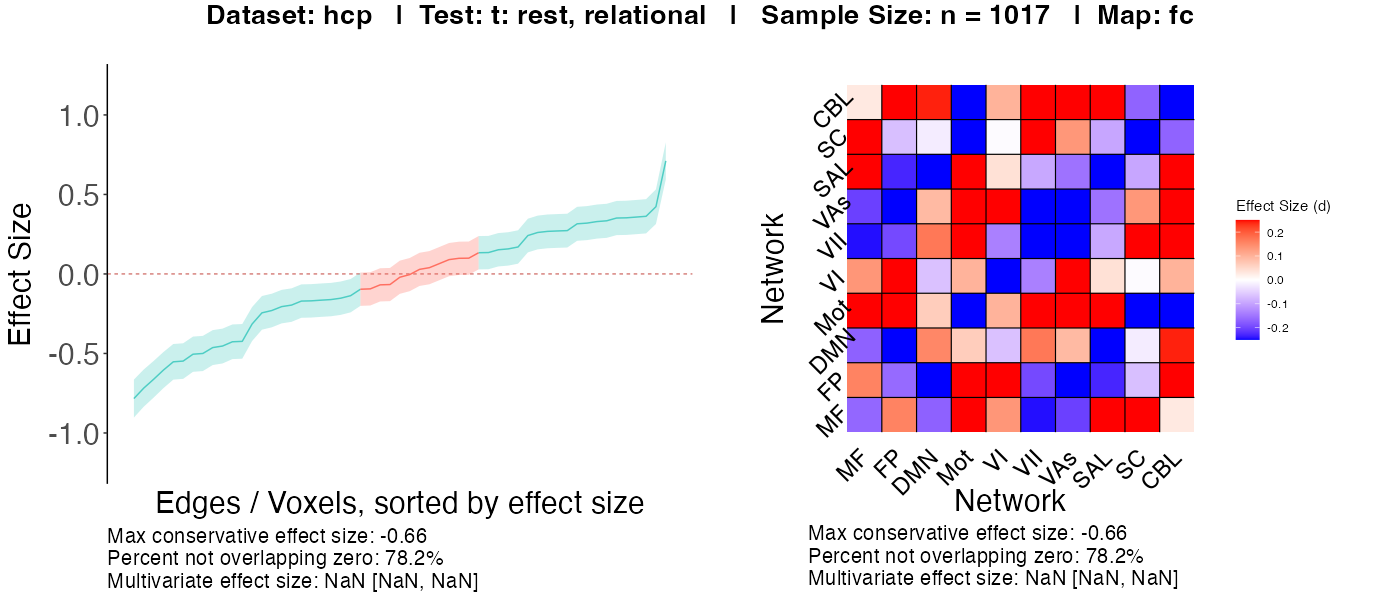 Dataset: hcp | Test: t: rest, relational | Sample Size: n = 1017 | Map: fc
Effect Size
1.0
0.5
0.0
-0.5
-1.0
Edges / Voxels, sorted by effect size
Max conservative effect size: -0.66
Percent not overlapping zero: 78.2%
Multivariate effect size: NaN [NaN, NaN]
Network
CBL
SC
SAL
VAs
VII
VI
Mot
DMN
FP
MF
MF FP DMN Mot VI VII VAs SAL SC CBL
Network
Max conservative effect size: -0.66
Percent not overlapping zero: 78.2%
Multivariate effect size: NaN [NaN, NaN]
Effect Size (d)
0.2
0.1
0.0
-0.1
-0.2